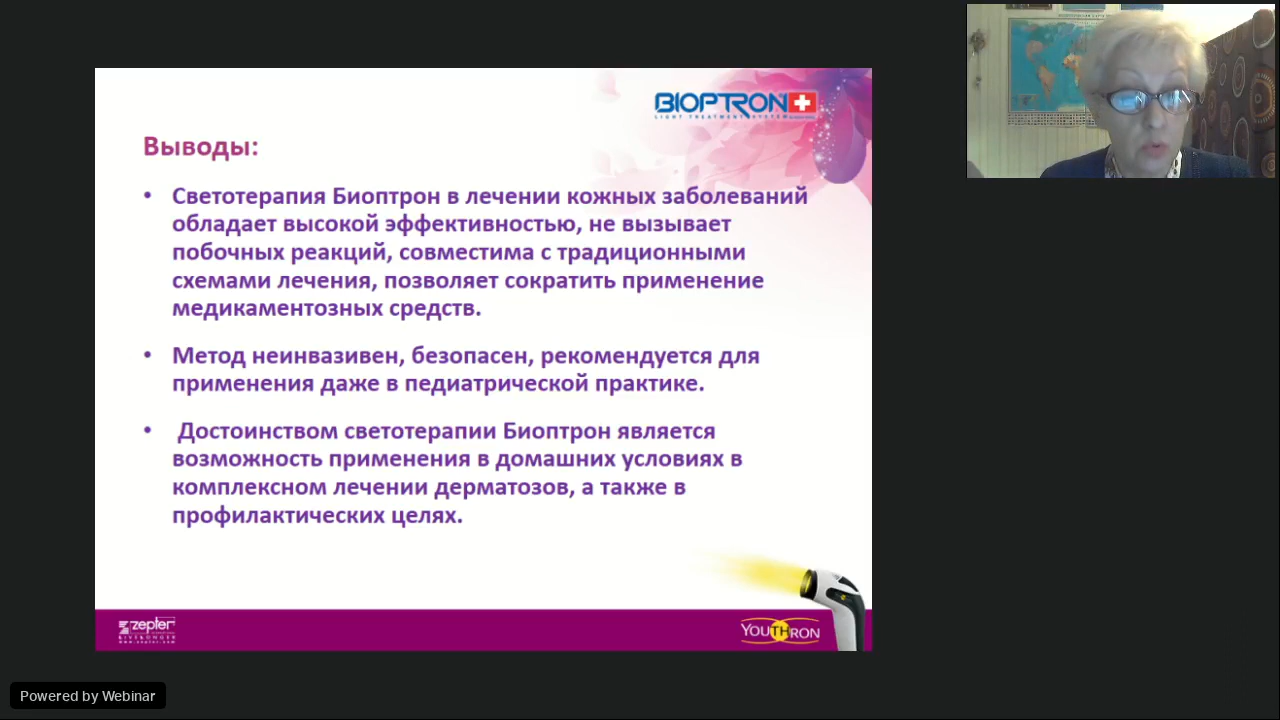 BIOPTRON
LIGHT TREATMENT SYSTEM
Выводы:
• Светотерапия Биоптрон в лечении кожных заболеваний
обладает высокой эффективностью, не вызывает
побочных реакций, совместима с традиционными
схемами лечения, позволяет сократить применение
медикаментозных средств.
• Метод неинвазивен, безопасен, рекомендуется для
применения даже в педиатрической практике.
• Достоинством светотерапии Биоптрон является
возможность применения в домашних условиях в
комплексном лечении дерматозов, а также в
профилактических целях.
zepter
YOUTHRON
Powered by Webinar